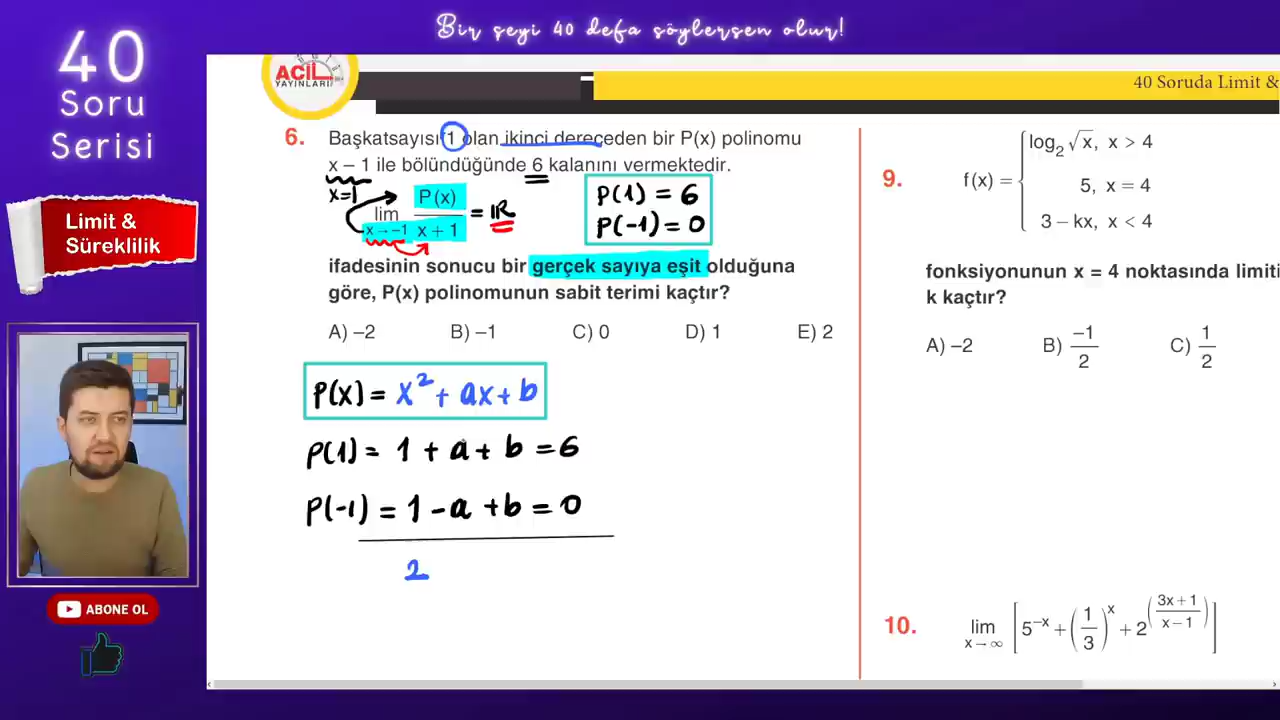 Bir şeyi 40 defa söylersen olur!
40
Soru
Serisi
Limit &
Süreklilik
ABONE OL
ACİL
YAYINLARI
40 Soruda Limit &
6. Başkatsayısı 1 olan ikinci dereceden bir P(x) polinomu
x – 1 ile bölündüğünde 6 kalanını vermektedir.
x=1
lim x→–1 P(x)/x + 1 = IR
P(1) = 6
P(-1) = 0
ifadesinin sonucu bir gerçek sayıya eşit olduğuna
göre, P(x) polinomunun sabit terimi kaçtır?
A) –2 B) –1 C) 0 D) 1 E) 2
P(x) = x² + ax + b
P(1) = 1 + a + b = 6
P(-1) = 1 - a + b = 0
2
9. f(x) = { log₂ √x, x > 4
5, x = 4
3 – kx, x < 4
fonksiyonunun x = 4 noktasında limiti
k kaçtır?
A) –2 B) –1/2 C) 1/2
10. lim x→∞ [5^–x + (1/3)^x + 2^(3x + 1/x – 1)]